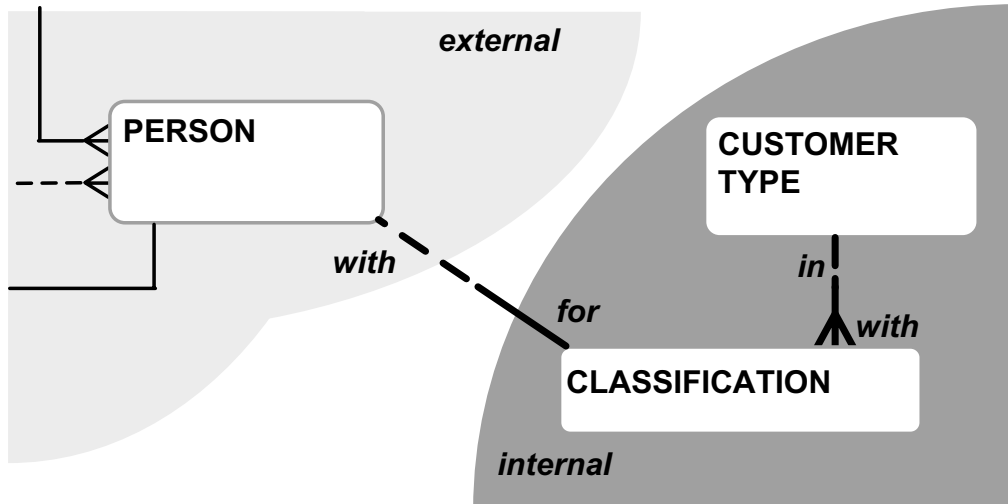 external
PERSON
CUSTOMER
TYPE
with
in
for
with
CLASSIFICATION
internal